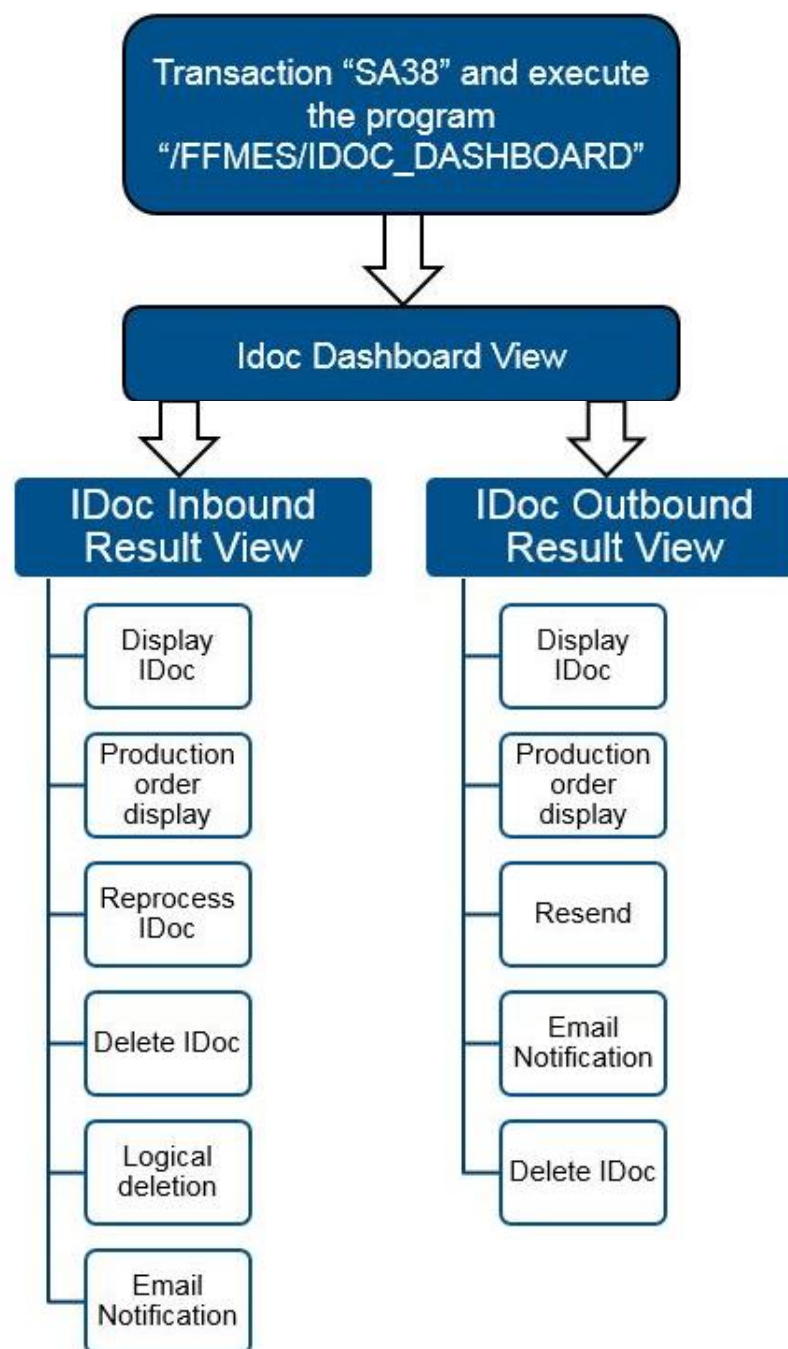 Transaction “SA38” and execute
the program
“/FFMES/IDOC_DASHBOARD”
Idoc Dashboard View
IDoc Inbound
Result View
Display
IDoc
Production
order
display
Reprocess
IDoc
Delete IDoc
Logical
deletion
Email
Notification
IDoc Outbound
Result View
Display
IDoc
Production
order
display
Resend
Email
Notification
Delete IDoc